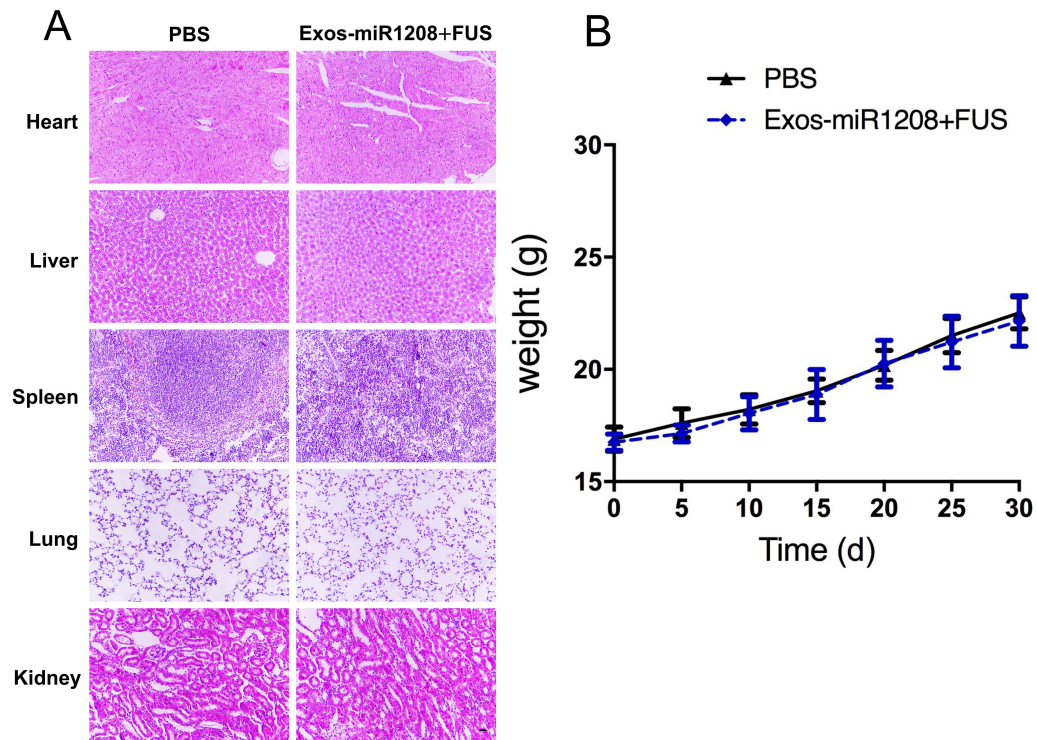 A
PBS
Exos-miR1208+FUS
Heart
Liver
Spleen
Lung
Kidney
B
PBS
Exos-miR1208+FUS
30
25
20
15
weight (g)
0 5 10 15 20 25 30
Time (d)